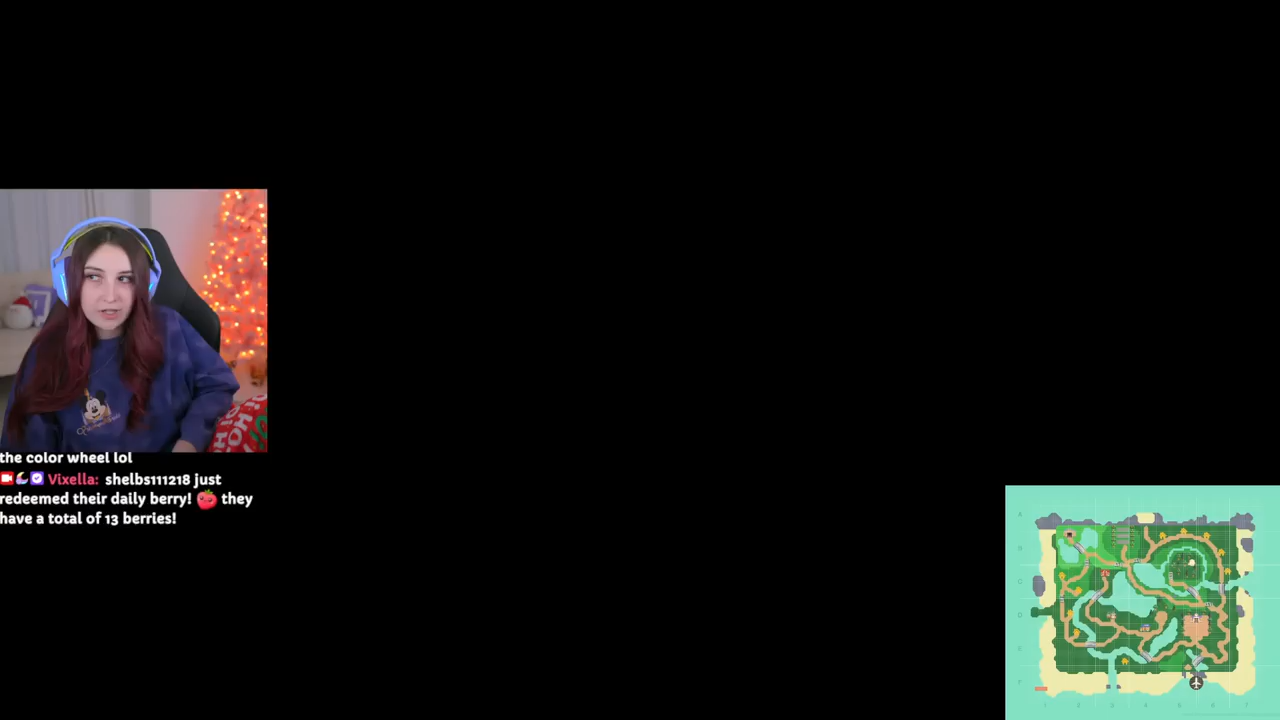 the color wheel lol
Vixella: shelbs111218 just
redeemed their daily berry! they
have a total of 13 berries!